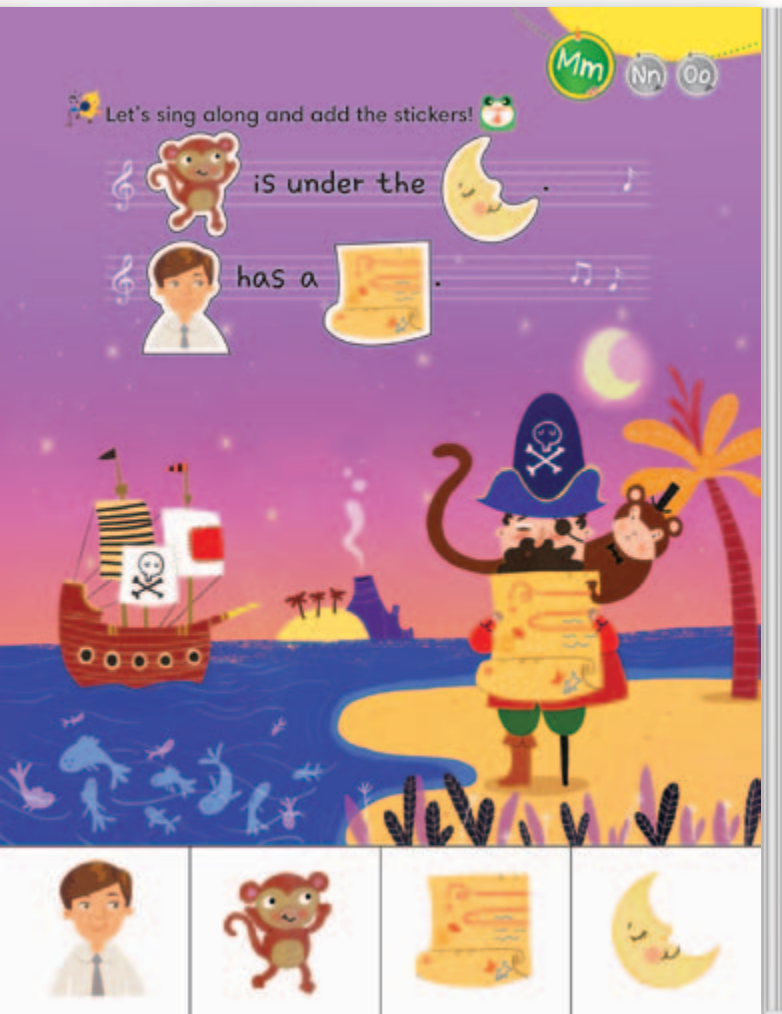 Mm Nn Oo
Let's sing along and add the stickers!
is under the .
has a .